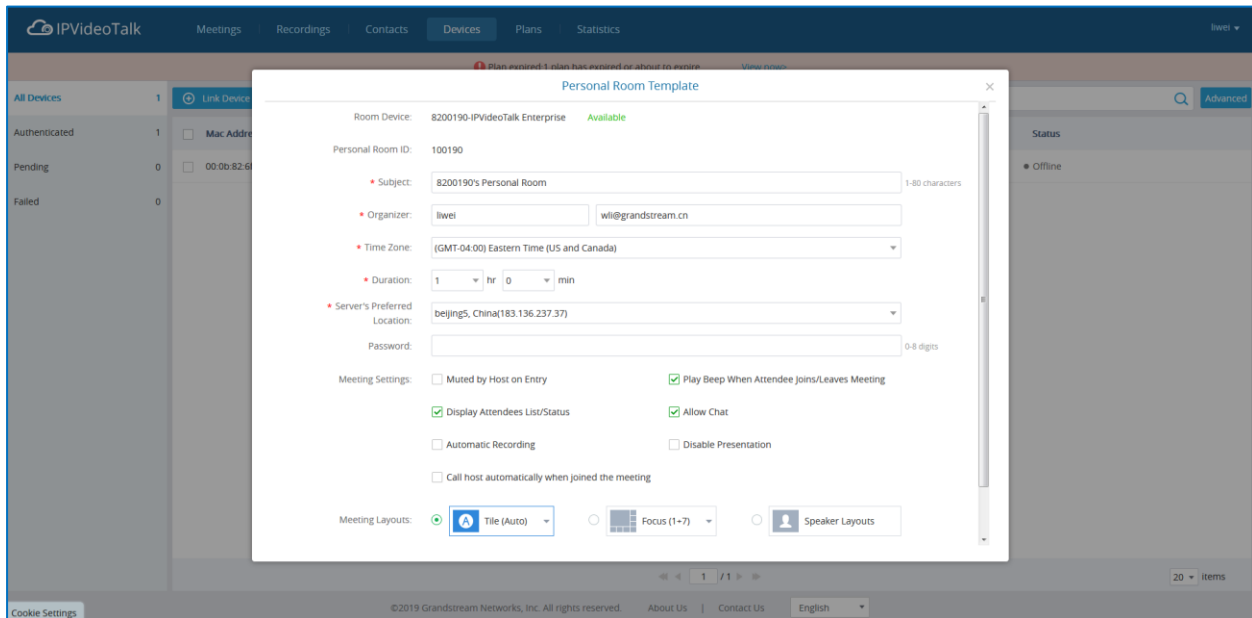 IPVideoTalk
Meetings Recordings Contacts Devices Plans Statistics liwei
Plan expired 1 plan has expired or about to expire View now>
All Devices 1
Authenticated 1
Pending 0
Failed 0
Link Device
Advanced
Mac Addre
Status
00:0b:82:6
Offline
Personal Room Template
Room Device: 8200190-IPVideoTalk Enterprise Available
Personal Room ID: 100190
* Subject: 8200190's Personal Room 1-80 characters
* Organizer: liwei wli@grandstream.cn
* Time Zone: (GMT-04:00) Eastern Time (US and Canada)
* Duration: 1 hr 0 min
* Server's Preferred
Location: beijing5, China(183.136.237.37)
Password: 0-8 digits
Meeting Settings: Muted by Host on Entry Play Beep When Attendee Joins/Leaves Meeting
Display Attendees List/Status Allow Chat
Automatic Recording Disable Presentation
Call host automatically when joined the meeting
Meeting Layouts: A Tile (Auto) Focus (1+7) Speaker Layouts
1 /1
20 items
Cookie Settings
©2019 Grandstream Networks, Inc. All rights reserved. About Us | Contact Us English